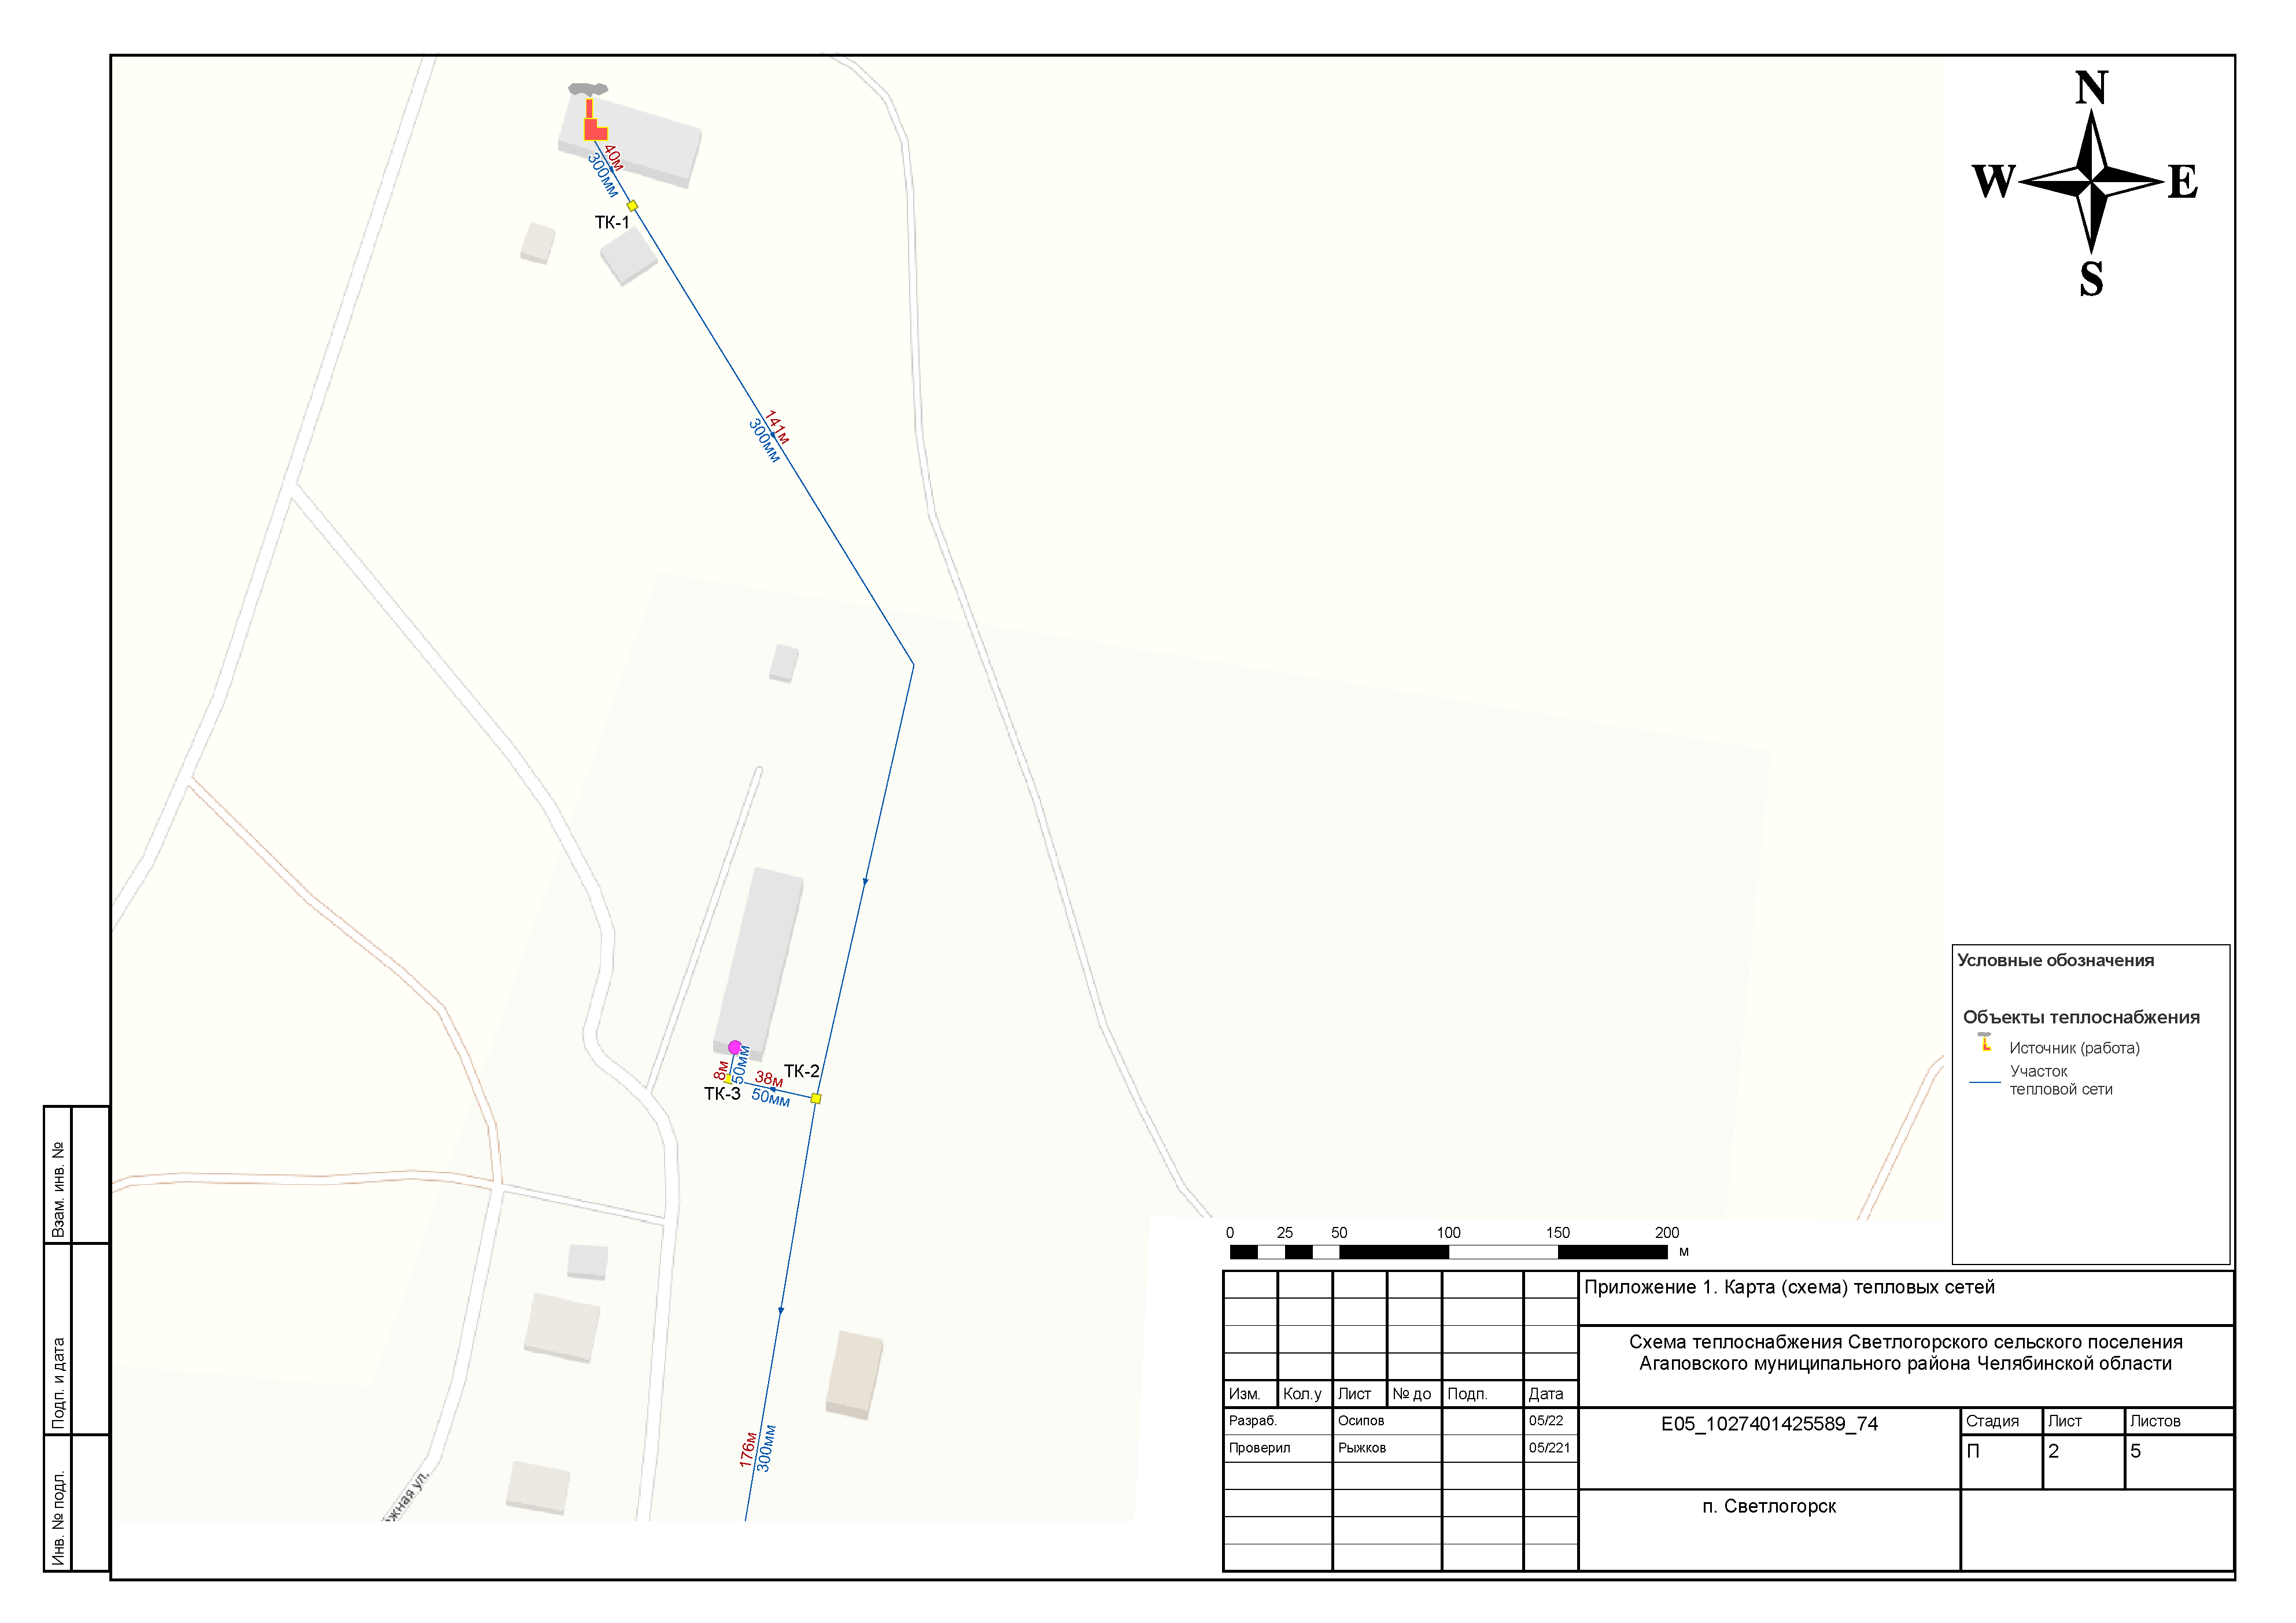 N
W
E
S
40м
300мм
ТК-1
141м
300мм
Условные обозначения
Объекты теплоснабжения
Источник (работа)
Участок
тепловой сети
8м
50мм
38м
50мм
ТК-2
ТК-3
176м
300мм
жная ул.
0 25 50 100 150 200
м
Взам. инв. №
Подп. и дата
Инв. № подл.
Приложение 1. Карта (схема) тепловых сетей
Схема теплоснабжения Светлогорского сельского поселения
Агаповского муниципального района Челябинской области
Изм. Кол.у Лист № до Подп. Дата
Разраб. Осипов 05/22
Проверил Рыжков 05/221
E05_1027401425589_74
Стадия Лист Листов
П 2 5
п. Светлогорск